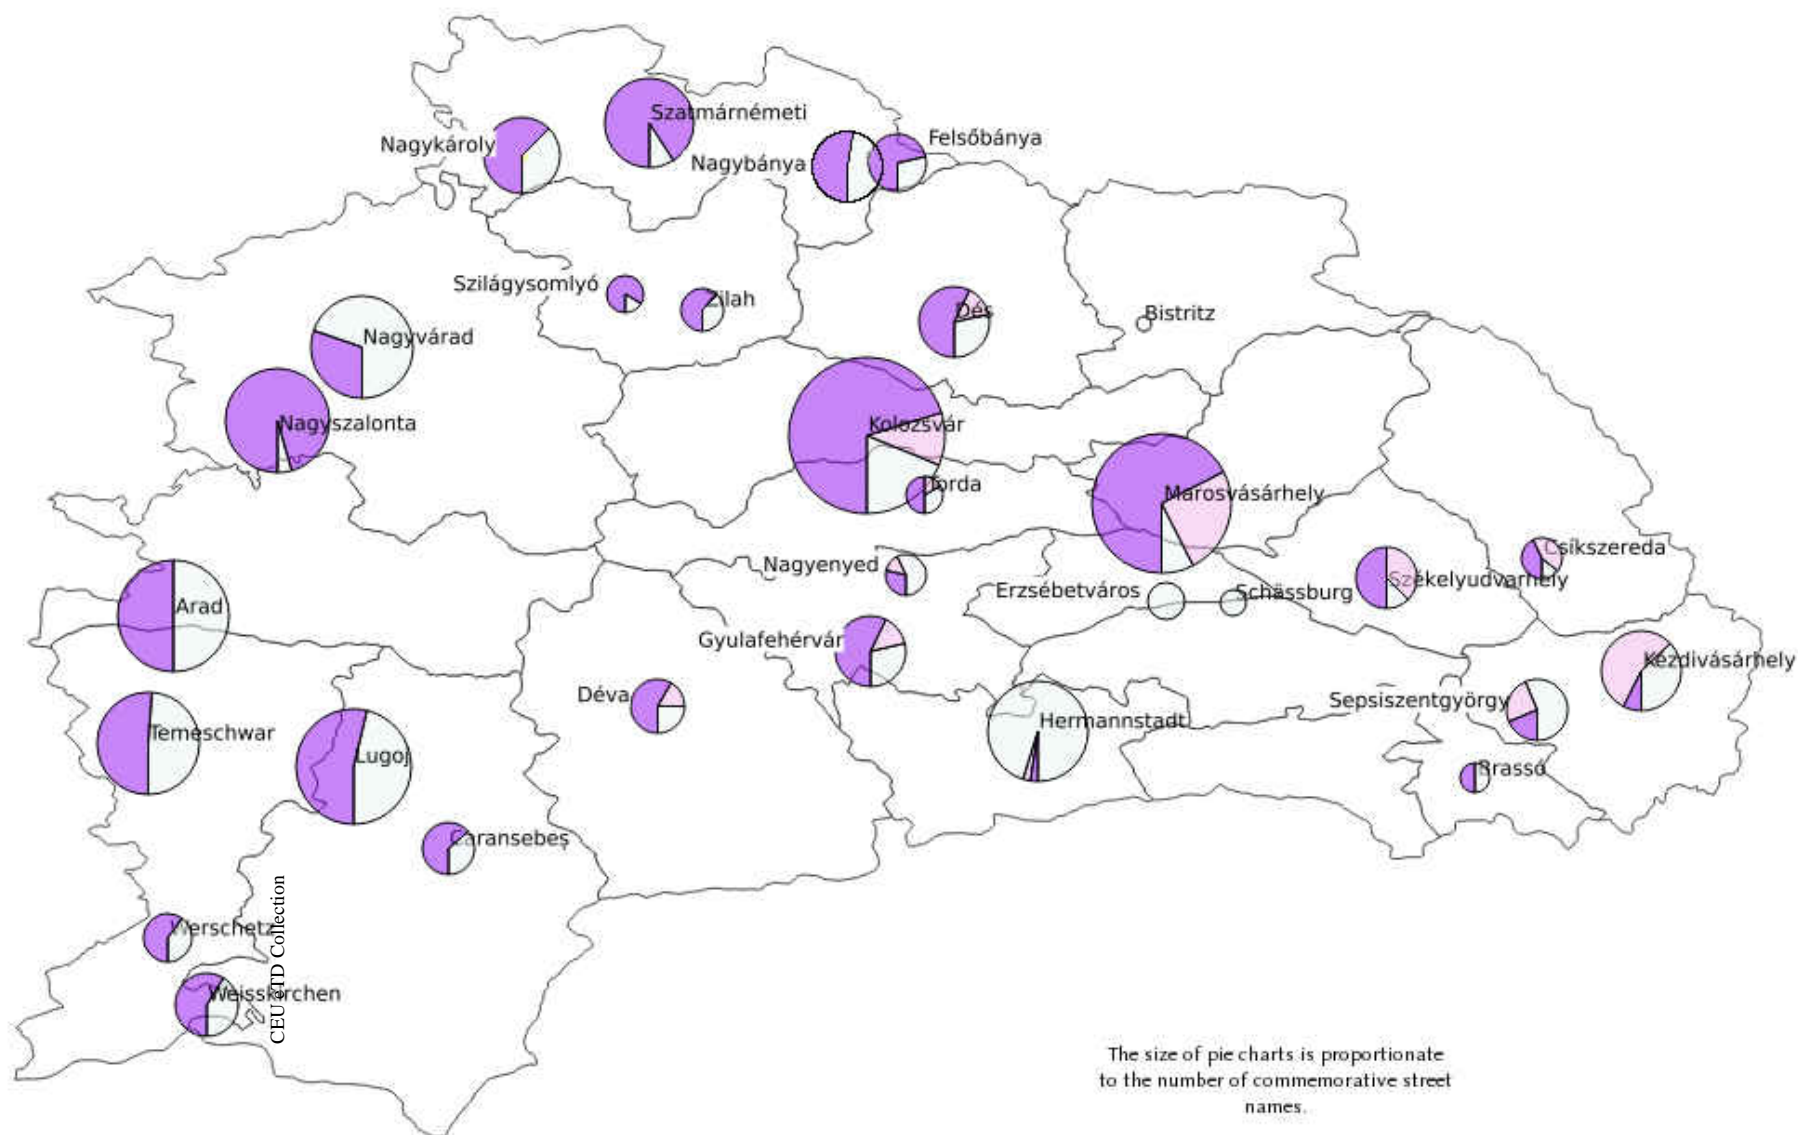 Szatmárnémeti
Nagykároly
Felsőbánya
Nagybánya
Szilágysomlyó
Zilah
Bistritz
Dés
Nagyvárad
Nagyszalonta
Kolozsvár
Torda
Marosvásárhely
Csíkszereda
Nagyenyed
Székelyudvarhely
Erzsébetváros
Schässburg
Arad
Gyulafehérvár
Kézdivásárhely
Déva
Sepsiszentgyörgy
Hermannstadt
Temeschwar
Lugoj
Brassó
Caransebeș
Werschetz
Weisskirchen
CEU eTD Collection
The size of pie charts is proportionate
to the number of commemorative street
names.